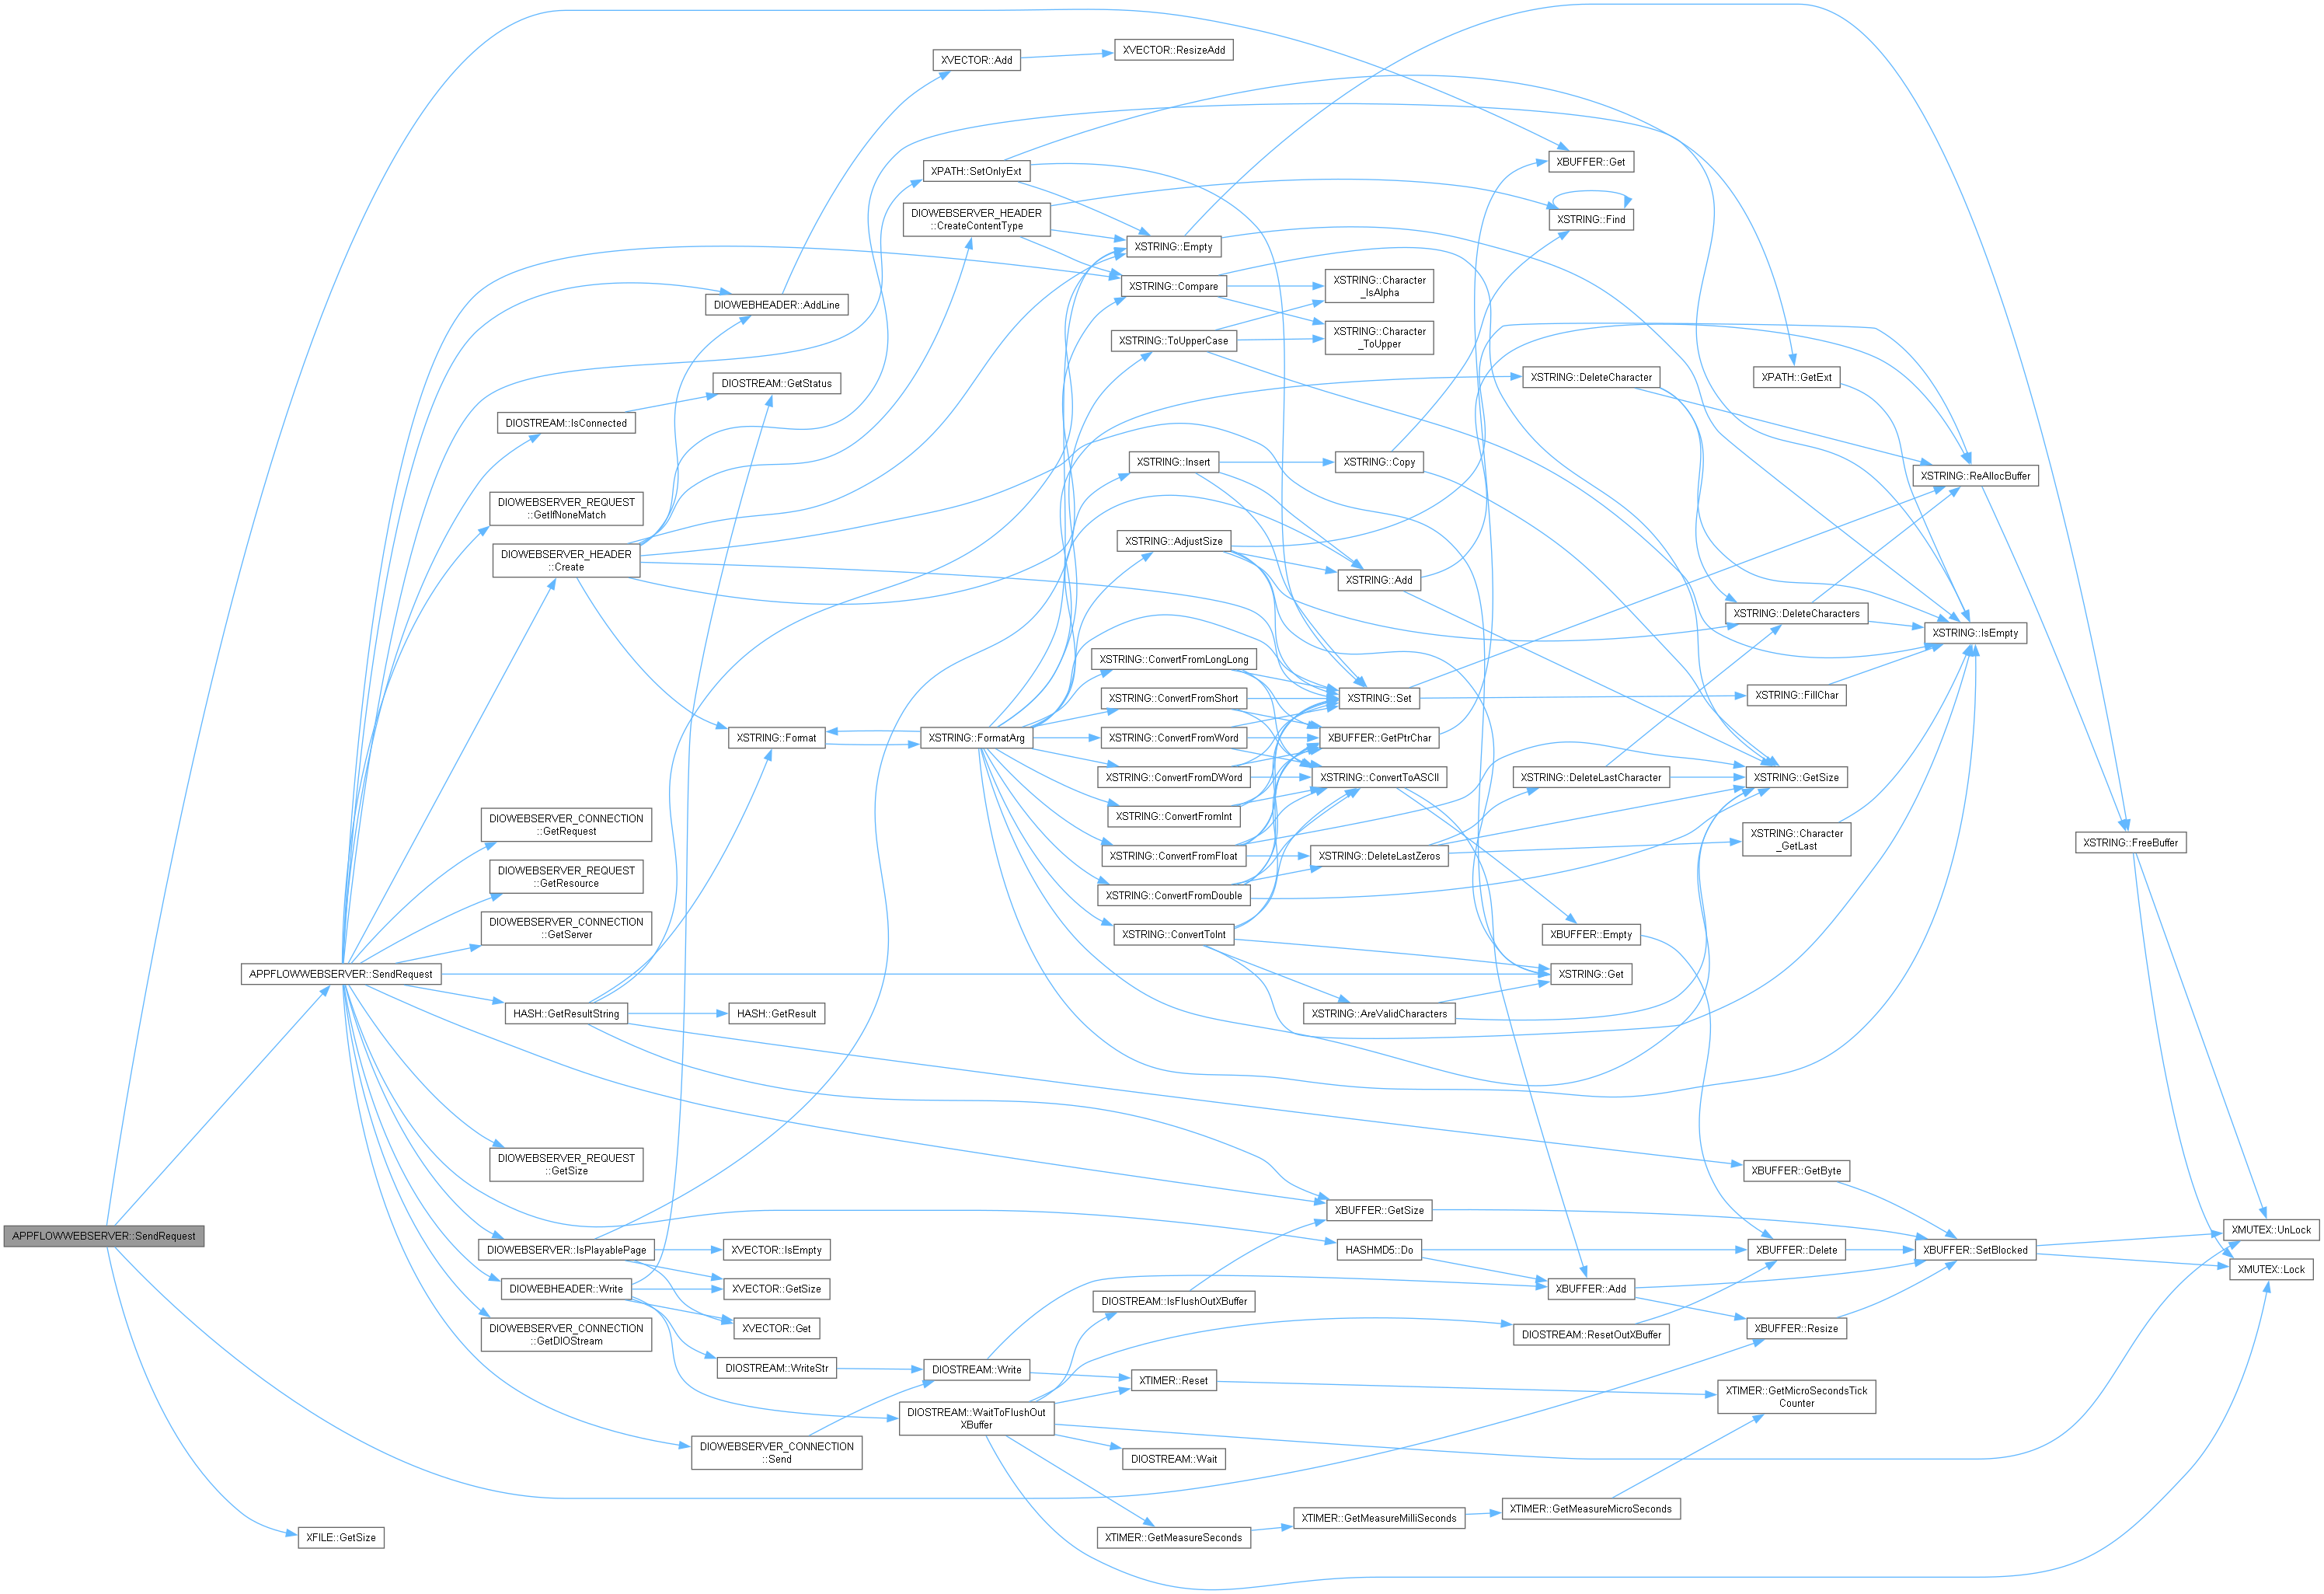 APPFLOWWEBSERVER::SendRequest
APPFLOWWEBSERVER::SendRequest
XFILE::GetSize
DIOSTREAM::IsConnected
DIOWEBSERVER_REQUEST
::GetIfNoneMatch
DIOWEBSERVER_HEADER
::Create
DIOWEBSERVER_CONNECTION
::GetRequest
DIOWEBSERVER_REQUEST
::GetResource
DIOWEBSERVER_CONNECTION
::GetServer
HASH::GetResultString
DIOWEBSERVER_REQUEST
::GetSize
DIOWEBSERVER::IsPlayablePage
DIOWEBHEADER::Write
DIOWEBSERVER_CONNECTION
::GetDIOStream
DIOWEBHEADER::AddLine
DIOSTREAM::GetStatus
XSTRING::Format
HASH::GetResult
XVECTOR::IsEmpty
XVECTOR::GetSize
XVECTOR::Get
DIOSTREAM::WriteStr
DIOWEBSERVER_CONNECTION
::Send
XVECTOR::Add
XPATH::SetOnlyExt
DIOWEBSERVER_HEADER
::CreateContentType
XSTRING::FormatArg
DIOSTREAM::Write
DIOSTREAM::WaitToFlushOut
XBuffer
XVECTOR::ResizeAdd
XSTRING::Empty
XSTRING::Compare
XSTRING::ToUpperCase
XSTRING::Insert
XSTRING::AdjustSize
XSTRING::ConvertFromLongLong
XSTRING::ConvertFromShort
XSTRING::ConvertFromWord
XSTRING::ConvertFromDWord
XSTRING::ConvertFromInt
XSTRING::ConvertFromFloat
XSTRING::ConvertFromDouble
XSTRING::ConvertToInt
DIOSTREAM::IsFlushOutXBuffer
XTIMER::Reset
DIOSTREAM::Wait
XTIMER::GetMeasureSeconds
XSTRING::Character
_IsAlpha
XSTRING::Character
_ToUpper
XSTRING::Copy
XSTRING::Add
XSTRING::Set
XBUFFER::GetPtrChar
XSTRING::ConvertToASCII
XSTRING::DeleteLastZeros
XSTRING::AreValidCharacters
XBUFFER::GetSize
HASHMD5::Do
XTIMER::GetMeasureMilliSeconds
XBUFFER::Get
XSTRING::Find
XSTRING::DeleteCharacter
XSTRING::DeleteLastCharacter
XBUFFER::Empty
XSTRING::Get
XBUFFER::Add
DIOSTREAM::ResetOutXBuffer
XTIMER::GetMeasureMicroSeconds
XPATH::GetExt
XSTRING::DeleteCharacters
XSTRING::FillChar
XSTRING::GetSize
XSTRING::Character
_GetLast
XBUFFER::GetByte
XBUFFER::Delete
XBUFFER::Resize
XTIMER::GetMicroSecondsTick
Counter
XSTRING::ReAllocBuffer
XSTRING::IsEmpty
XBUFFER::SetBlocked
XSTRING::FreeBuffer
XMUTEX::UnLock
XMUTEX::Lock